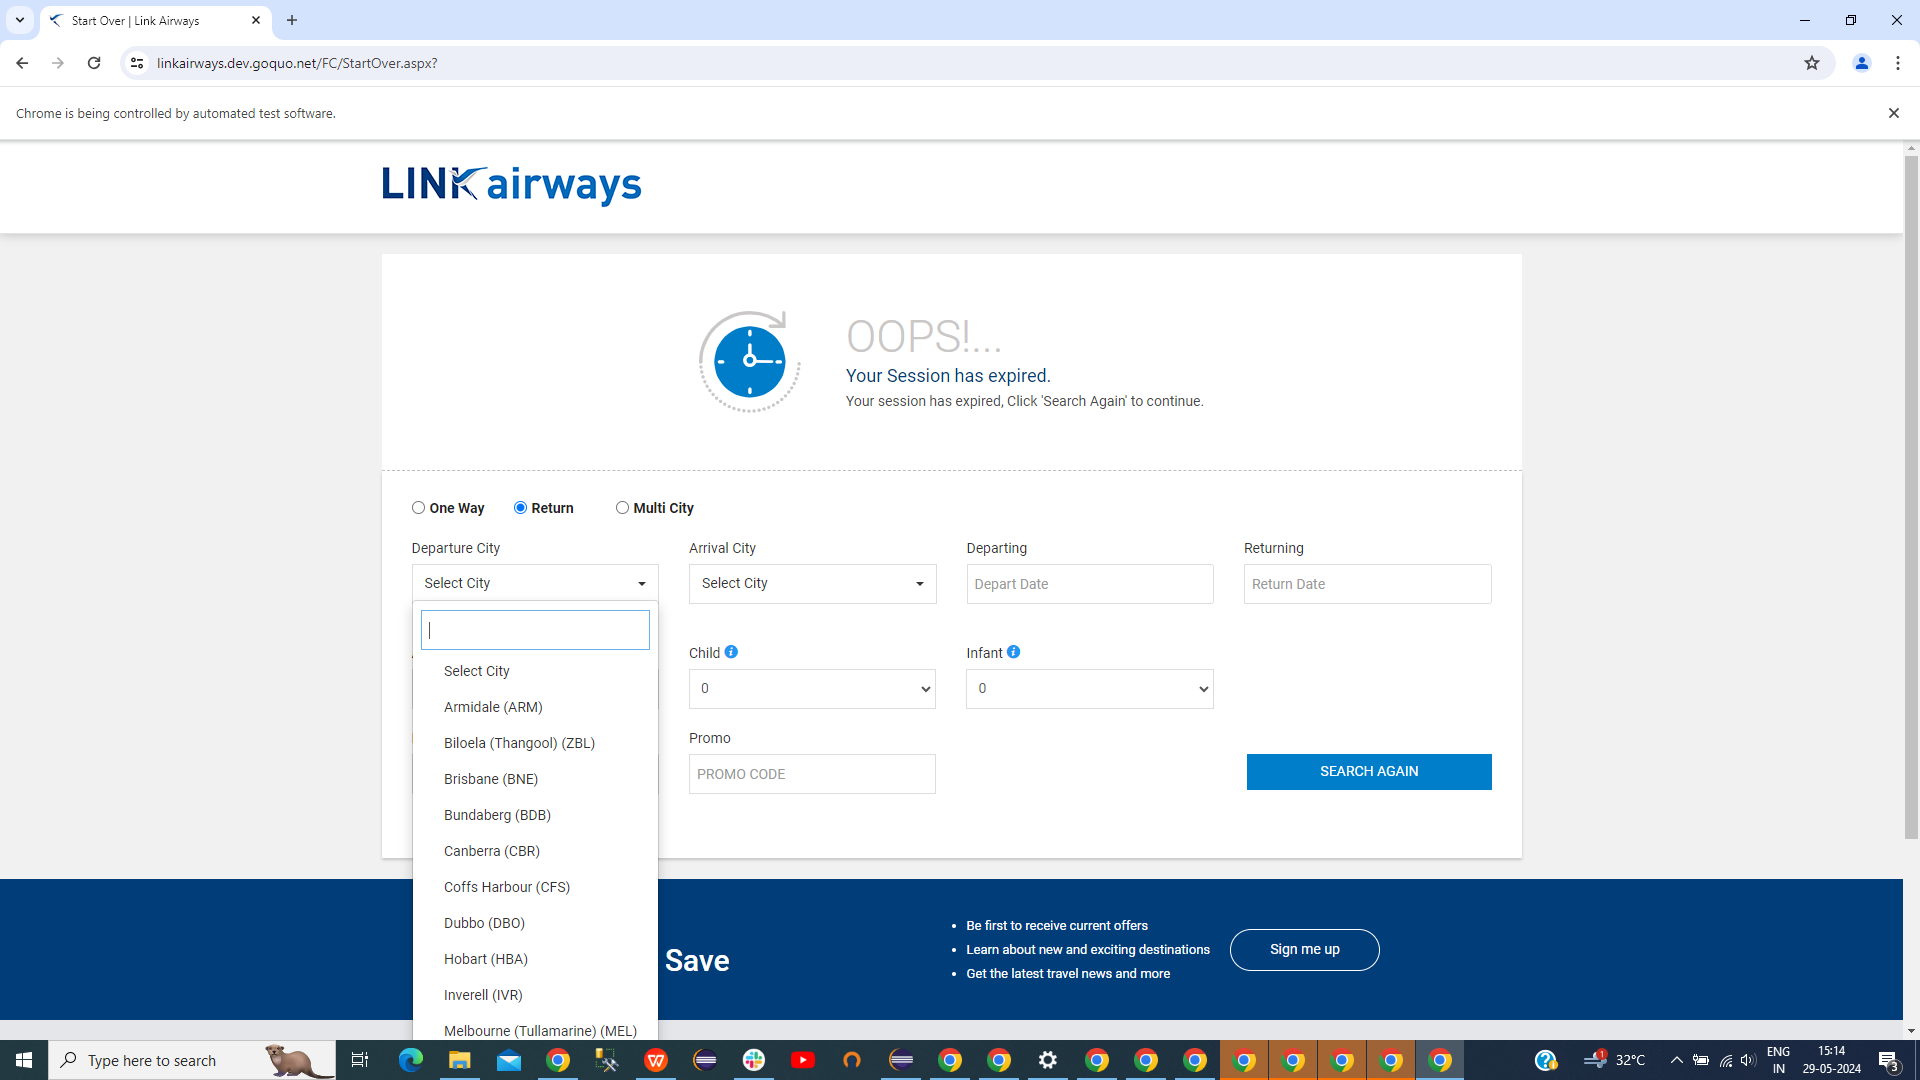 Start Over | Link Airways
linkairways.dev.goquo.net/FC/StartOver.aspx?
Chrome is being controlled by automated test software.
LINK airways
OOPS!...
Your Session has expired.
Your session has expired, Click 'Search Again' to continue.
One Way Return Multi City
Departure City Arrival City Departing Returning
Select City Select City Depart Date Return Date
Child Infant
Select City
0 0
Armidale (ARM)
Promo
Biloela (Thangool) (ZBL)
PROMO CODE SEARCH AGAIN
Brisbane (BNE)
Bundaberg (BDB)
Canberra (CBR)
Coffs Harbour (CFS)
Dubbo (DBO)
Hobart (HBA)
Inverell (IVR)
Melbourne (Tullamarine) (MEL)
Save
Be first to receive current offers
Learn about new and exciting destinations
Get the latest travel news and more
Sign me up
Type here to search
1
32°C
ENG
IN
15:14
29-05-2024
3